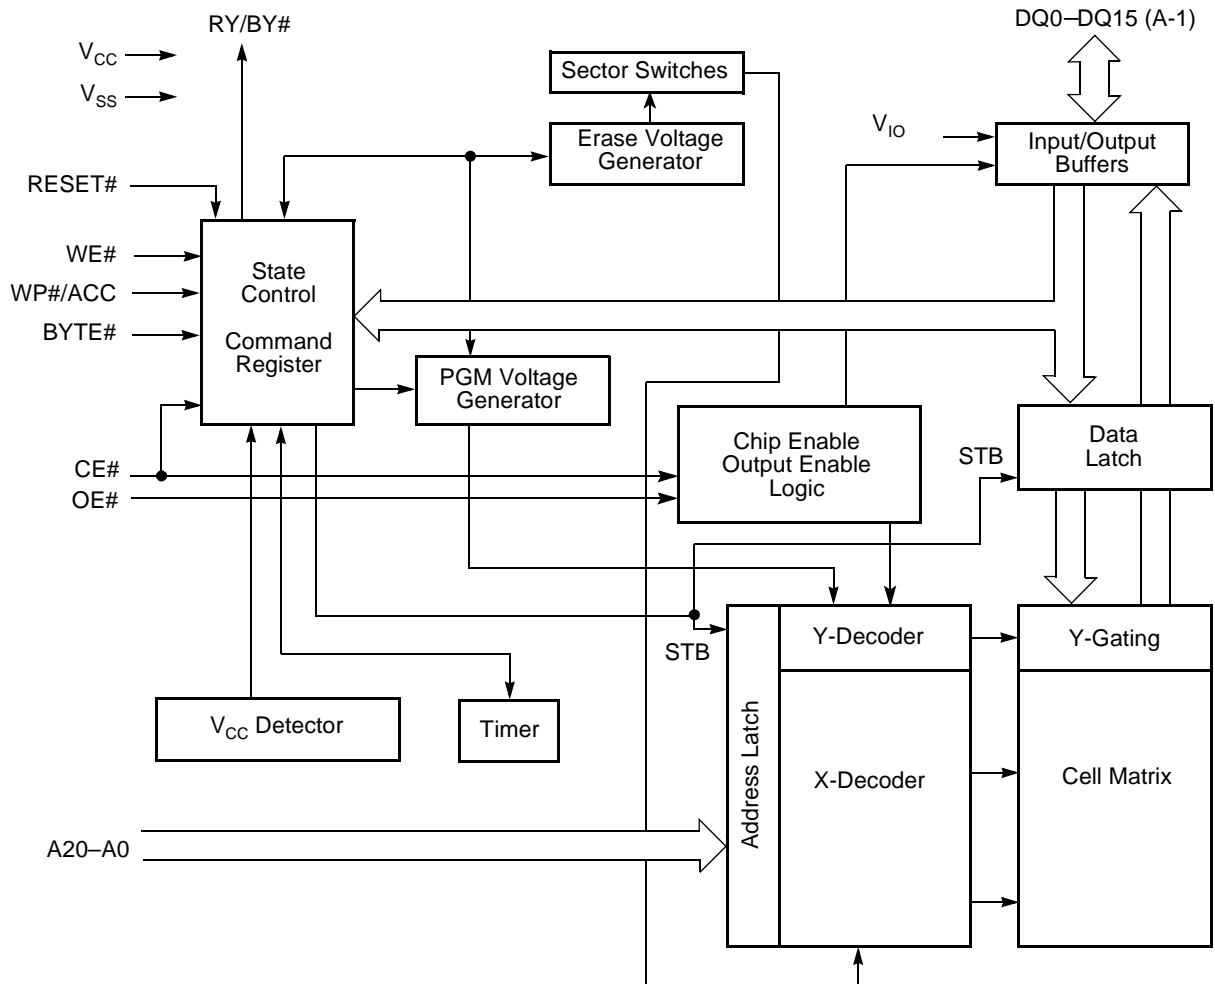 RY/BY#
DQ0–DQ15 (A-1)
VCC
VSS
Sector Switches
Erase Voltage
Generator
VIO
Input/Output
Buffers
RESET#
WE#
WP#/ACC
BYTE#
State
Control
Command
Register
PGM Voltage
Generator
CE#
OE#
Chip Enable
Output Enable
Logic
STB
Data
Latch
STB
Y-Decoder
Y-Gating
VCC Detector
Timer
Address Latch
X-Decoder
Cell Matrix
A20–A0